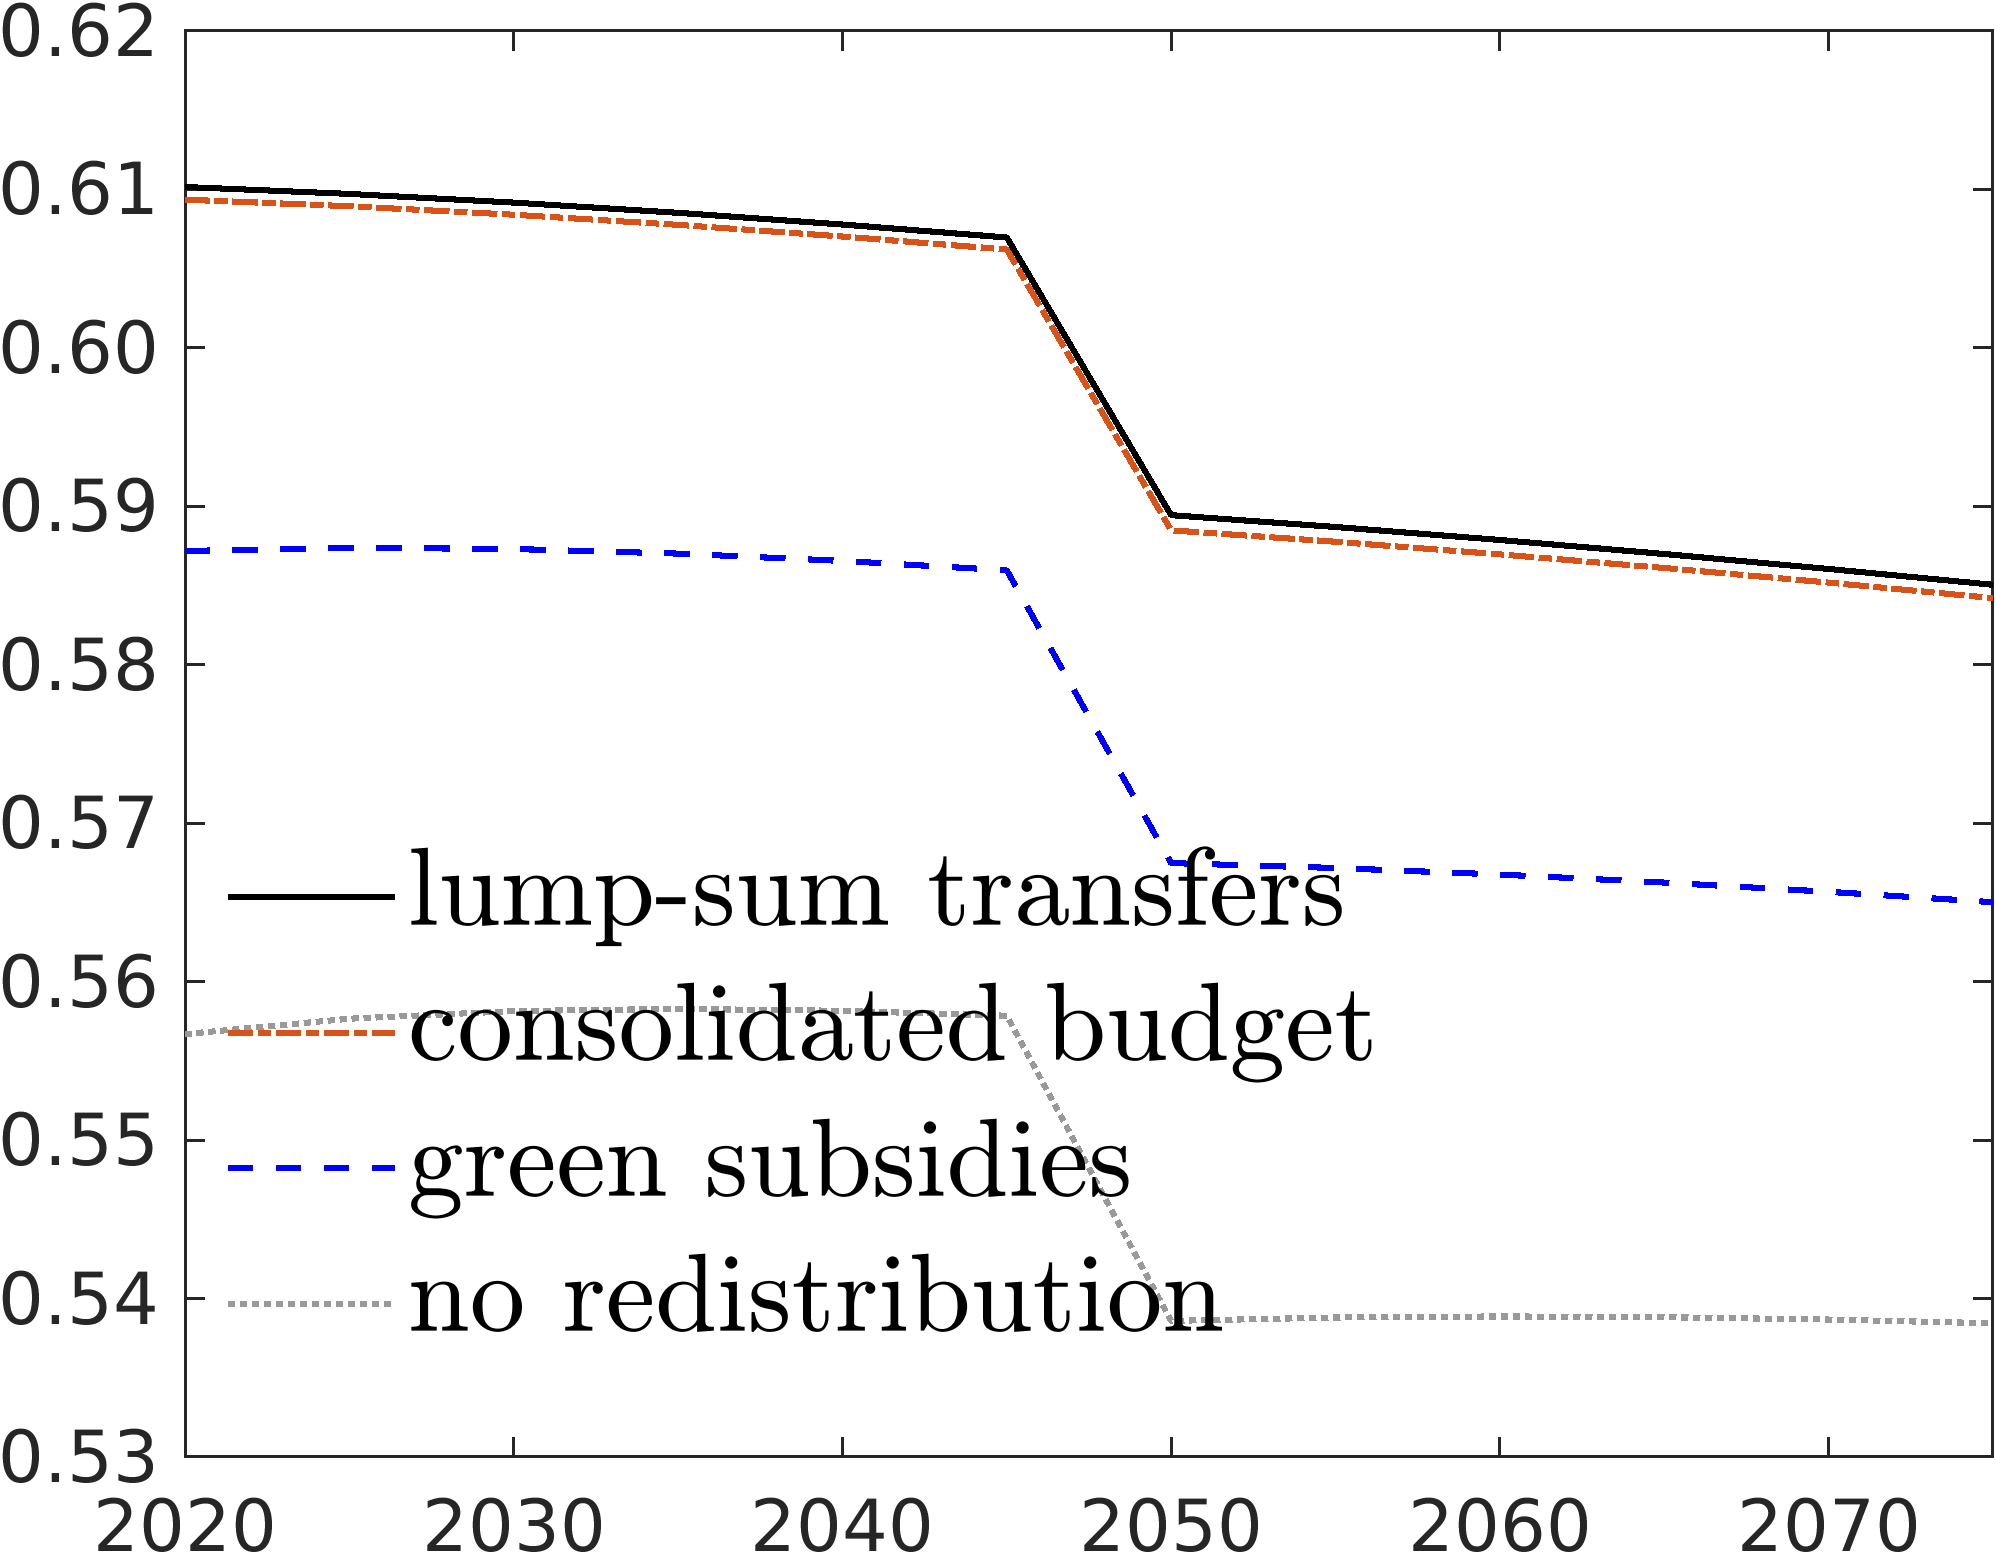 0.62
0.61
0.60
0.59
0.58
0.57
0.56
0.55
0.54
0.53
lump-sum transfers
consolidated budget
green subsidies
no redistribution
2020 2030 2040 2050 2060 2070